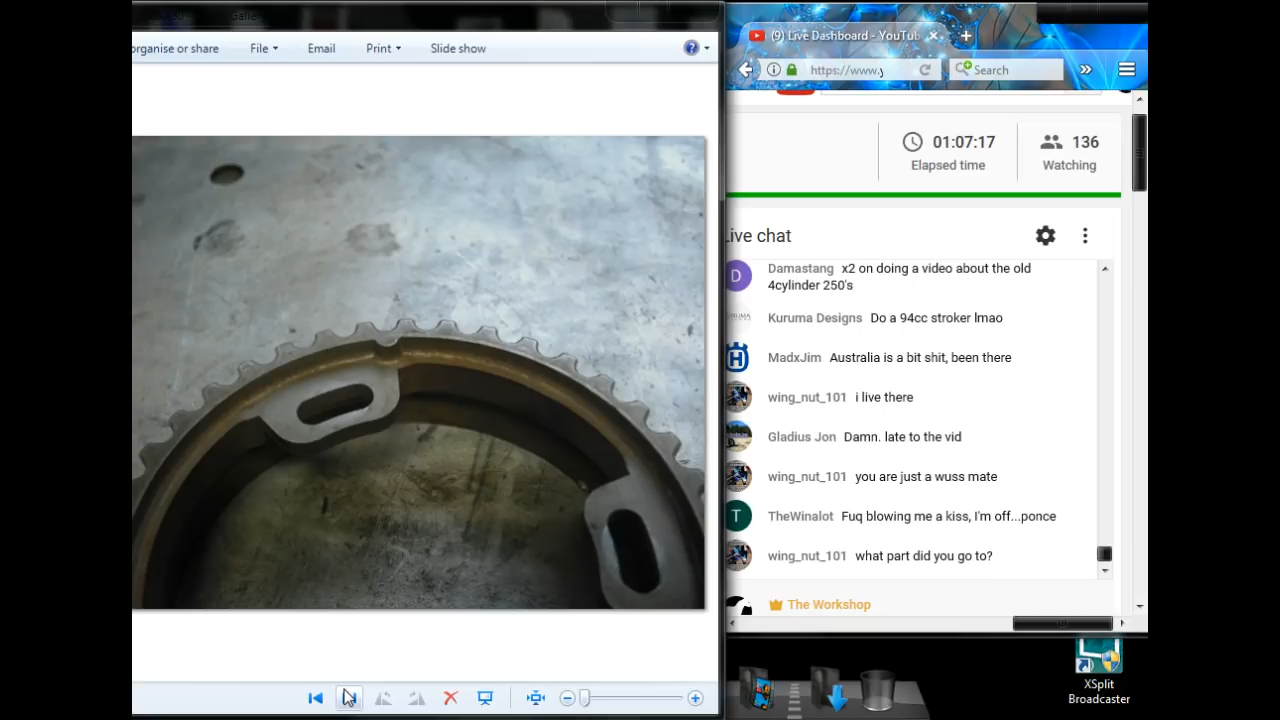 Gallery
organise or share File Email Print Slide show
(9) Live Dashboard - YouTub
https://www.y Search
01:07:17 136
Elapsed time Watching
Live chat
Damastang x2 on doing a video about the old
4cylinder 250's
Kuruma Designs Do a 94cc stroker lmao
MadxJim Australia is a bit shit, been there
wing_nut_101 i live there
Gladius Jon Damn. late to the vid
wing_nut_101 you are just a wuss mate
TheWinalot Fuq blowing me a kiss, I'm off...ponce
wing_nut_101 what part did you go to?
The Workshop
XSplit
Broadcaster